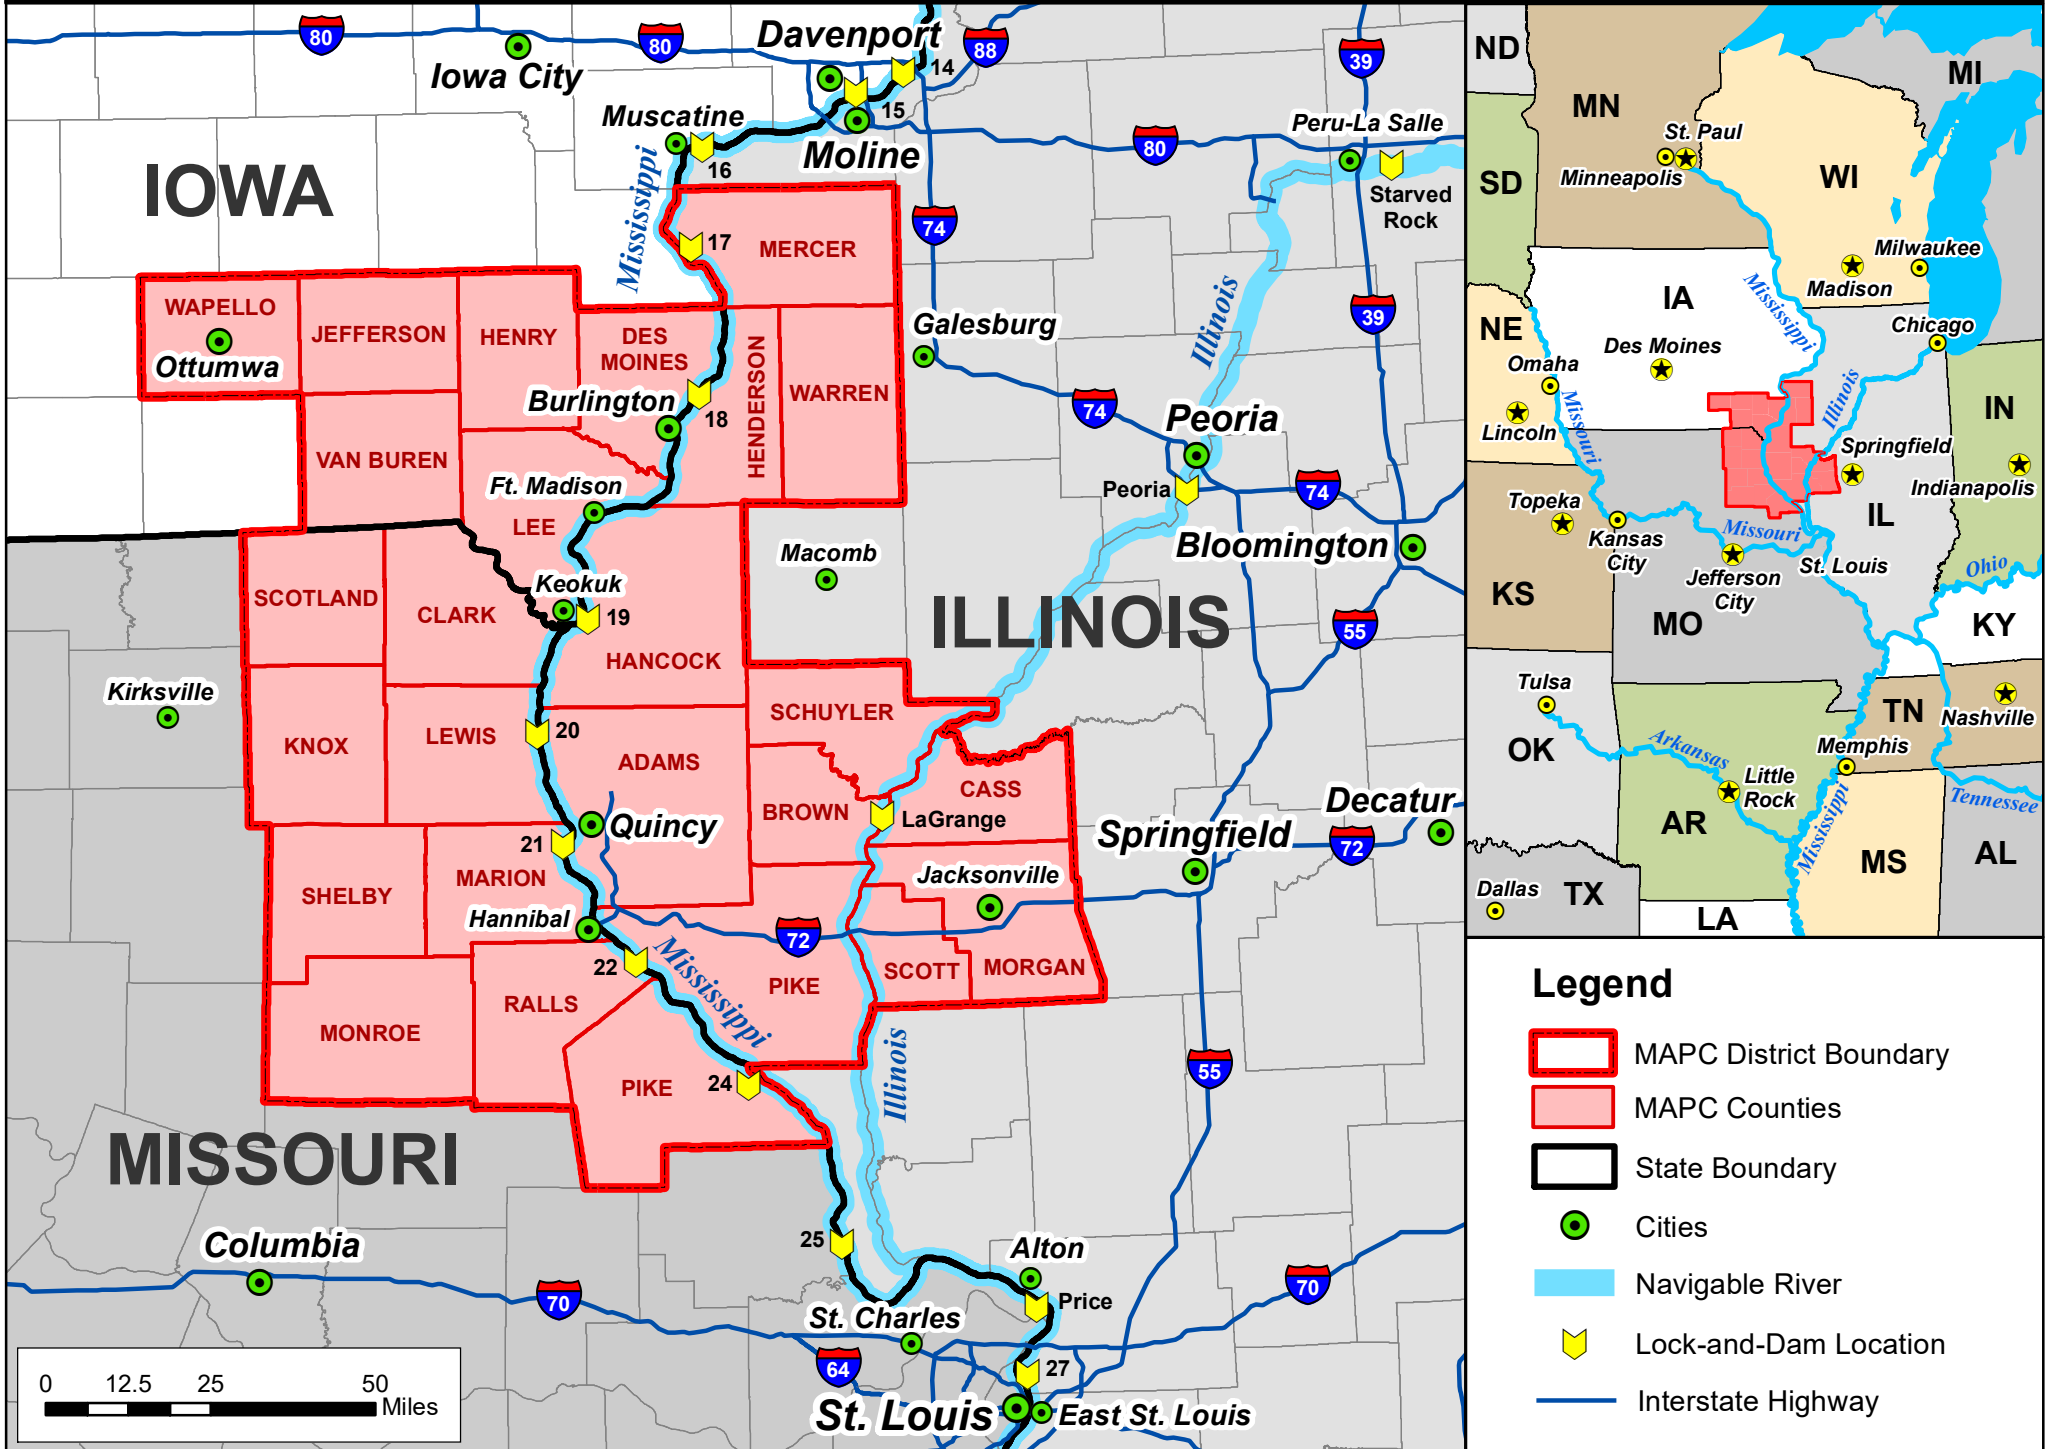 80
80
Davenport
88
39
Iowa City
14
15
Muscatine
Moline
16
80
Peru-La Salle
Starved
Rock
IOWA
Mississippi
17
MERCER
74
39
WAPELLO
Ottumwa
JEFFERSON
HENRY
DES
MOINES
HENDERSON
WARREN
Galesburg
Illinois
74
Burlington
18
Peoria
VAN BUREN
Ft. Madison
LEE
Peoria
74
Bloomington
Macomb
SCOTLAND
CLARK
Keokuk
19
ILLINOIS
55
HANCOCK
Kirksville
KNOX
LEWIS
20
ADAMS
SCHUYLER
BROWN
CASS
LaGrange
Quincy
21
Springfield
Decatur
72
SHELBY
MARION
Hannibal
Jacksonville
72
22
Mississippi
PIKE
SCOTT
MORGAN
MONROE
RALLS
PIKE
24
Illinois
55
MISSOURI
25
Columbia
70
Alton
Price
70
St. Charles
64
27
St. Louis
East St. Louis
0
12.5
25
50
Miles
ND
MN
MI
St. Paul
Minneapolis
WI
SD
Milwaukee
Madison
Mississippi
IA
NE
Omaha
Des Moines
Chicago
Lincoln
Missouri
Illinois
IN
Springfield
Indianapolis
Topeka
Kansas
City
Missouri
Jefferson
City
St. Louis
IL
Ohio
KS
MO
KY
Tulsa
OK
TN
Nashville
Arkansas
Memphis
Little
Rock
Tennessee
AR
Mississippi
MS
AL
Dallas
TX
LA
Legend
MAPC District Boundary
MAPC Counties
State Boundary
Cities
Navigable River
Lock-and-Dam Location
Interstate Highway